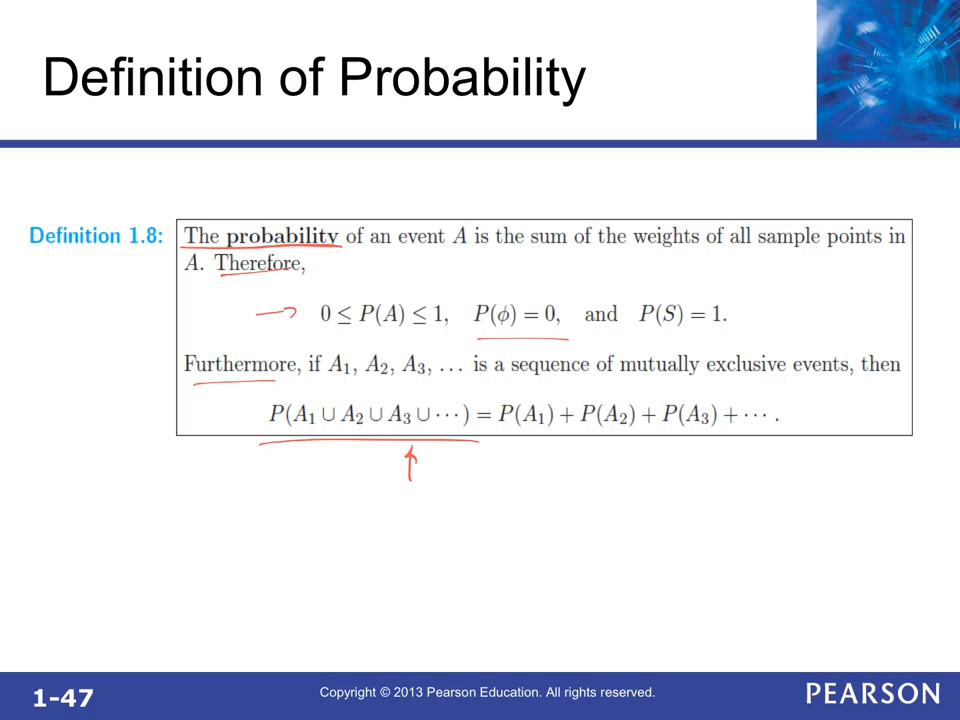 Definition of Probability
Definition 1.8: The probability of an event A is the sum of the weights of all sample points in
A. Therefore,
0 ≤ P(A) ≤ 1, P(ϕ) = 0, and P(S) = 1.
Furthermore, if A₁, A₂, A₃, … is a sequence of mutually exclusive events, then
P(A₁ ∪ A₂ ∪ A₃ ∪ ⋯) = P(A₁) + P(A₂) + P(A₃) + ⋯ .
1-47
Copyright © 2013 Pearson Education. All rights reserved.
PEARSON